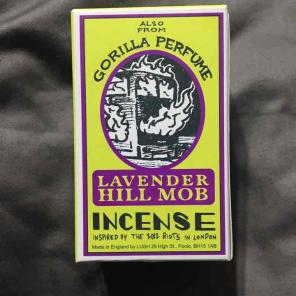 ALSO
FROM
GORILLA PERFUME
LAVENDER
HILL MOB
INCENSE
INSPIRED BY THE 2012 RIOTS IN LONDON
Made in England by LUSH 29 High St., Poole, BH15 1AB